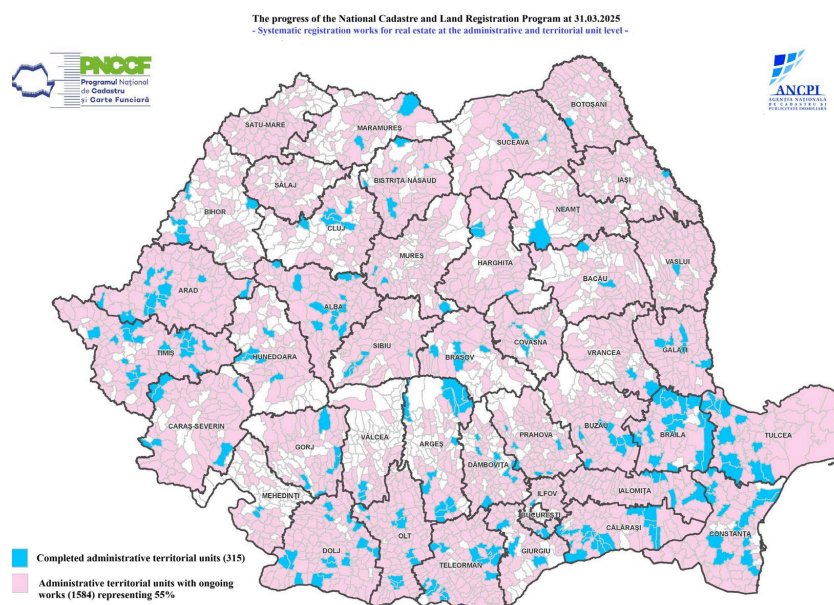 The progress of the National Cadastre and Land Registration Program at 31.03.2025
- Systematic registration works for real estate at the administrative and territorial unit level -
PNCCF
Programul Național
de Cadastru
și Carte Funciară
ANCPI
AGENȚIA NAȚIONALĂ
DE CADASTRU ȘI
PUBLICITATE IMOBILIARĂ
BOTOȘANI
SATU-MARE
MARAMUREȘ
SUCEAVA
SĂLAJ
BISTRIȚA-NĂSAUD
IAȘI
BIHOR
CLUJ
NEAMȚ
MUREȘ
HARGHITA
VASLUI
BACĂU
ARAD
ALBA
TIMIȘ
HUNEDOARA
SIBIU
BRAȘOV
COVASNA
VRANCEA
GALAȚI
CARAȘ-SEVERIN
GORJ
VÂLCEA
ARGEȘ
DÂMBOVIȚA
PRAHOVA
BUZĂU
BRĂILA
TULCEA
MEHEDINȚI
ILFOV
IALOMIȚA
BUCUREȘTI
CĂLĂRAȘI
CONSTANȚA
DOLJ
OLT
TELEORMAN
GIURGIU
Completed administrative territorial units (315)
Administrative territorial units with ongoing
works (1584) representing 55%